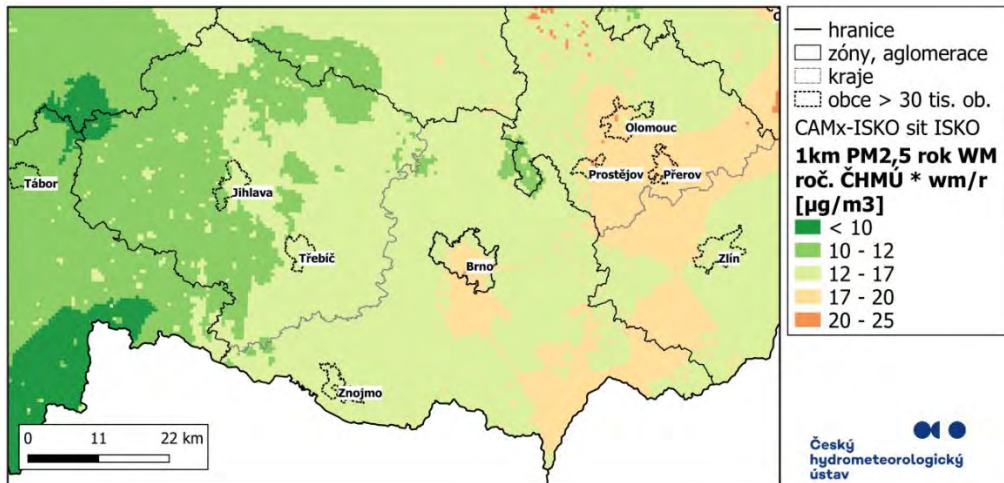 Tábor
Jihlava
Třebíč
Znojmo
Brno
Olomouc
Prostějov
Přerov
Zlín
0 11 22 km
hranice
zóny, aglomerace
kraje
obce > 30 tis. ob.
CAMx-ISKO sit ISKO
1km PM2,5 rok WM
roč. ČHMÚ * wm/r
[µg/m3]
< 10
10 - 12
12 - 17
17 - 20
20 - 25
Český
hydrometeorologický
ústav